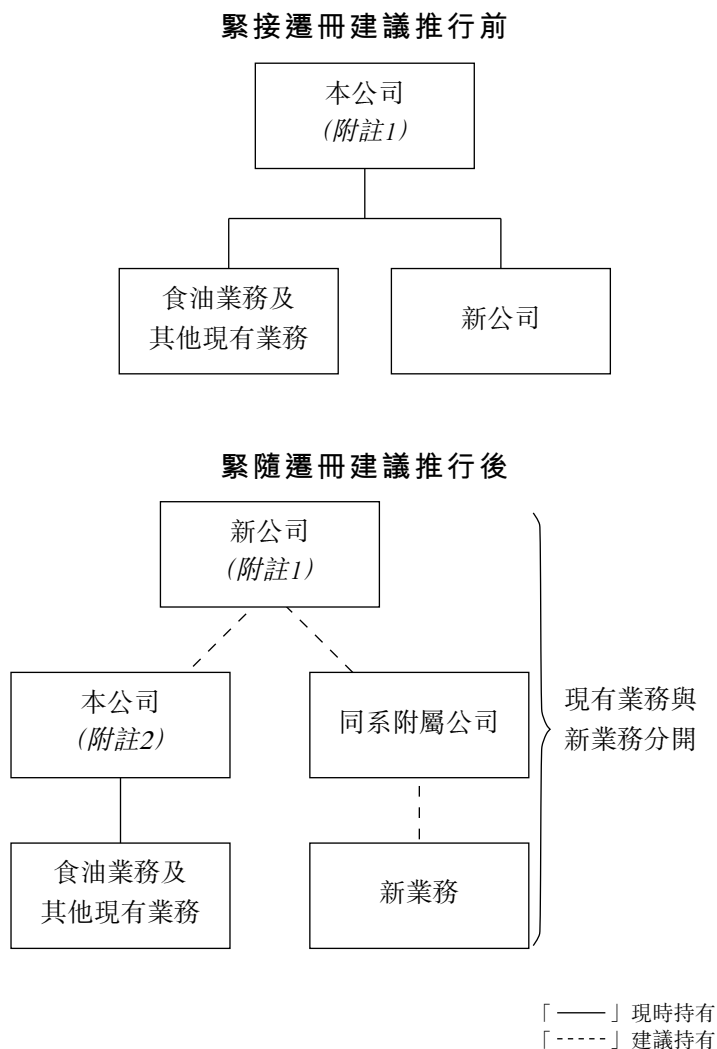 緊接遷冊建議推行前
本公司
(附註1)
食油業務及
其他現有業務
新公司
緊隨遷冊建議推行後
新公司
(附註1)
本公司
(附註2)
同系附屬公司
現有業務與
新業務分開
食油業務及
其他現有業務
新業務
「——」現時持有
「-----」建議持有